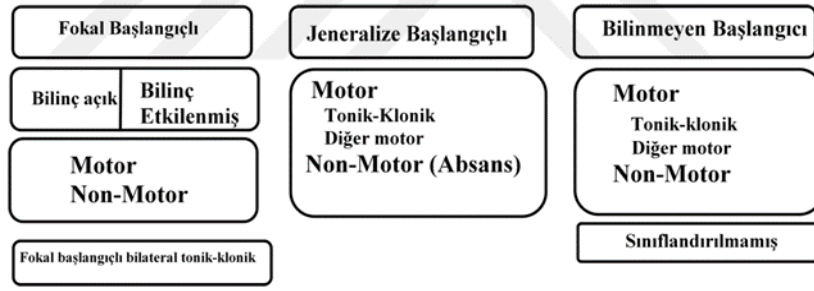 Fokal Başlangıçlı
Bilinç açık
Bilinç
Etkilenmiş
Motor
Non-Motor
Fokal başlangıçlı bilateral tonik-klonik
Jeneralize Başlangıçlı
Motor
Tonik-Klonik
Diğer motor
Non-Motor (Absans)
Bilinmeyen Başlangıcı
Motor
Tonik-klonik
Diğer motor
Non-Motor
Sınıflandırılmamış